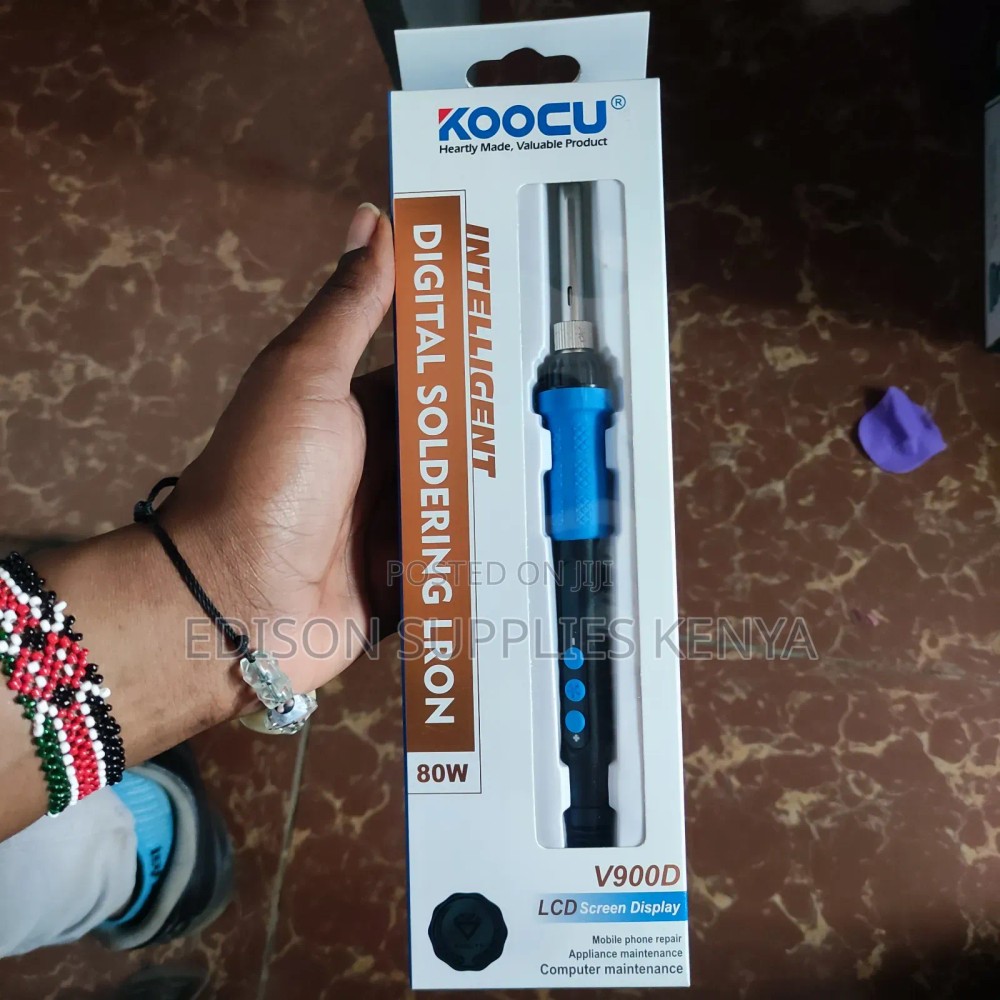 KOOCU®
Heartly Made, Valuable Product
INTELLIGENT
DIGITAL SOLDERING LRON
80W
POSTED ON JIJI
EDISON SUPPLIES KENYA
V900D
LCD Screen Display
Mobile phone repair
Appliance maintenance
Computer maintenance